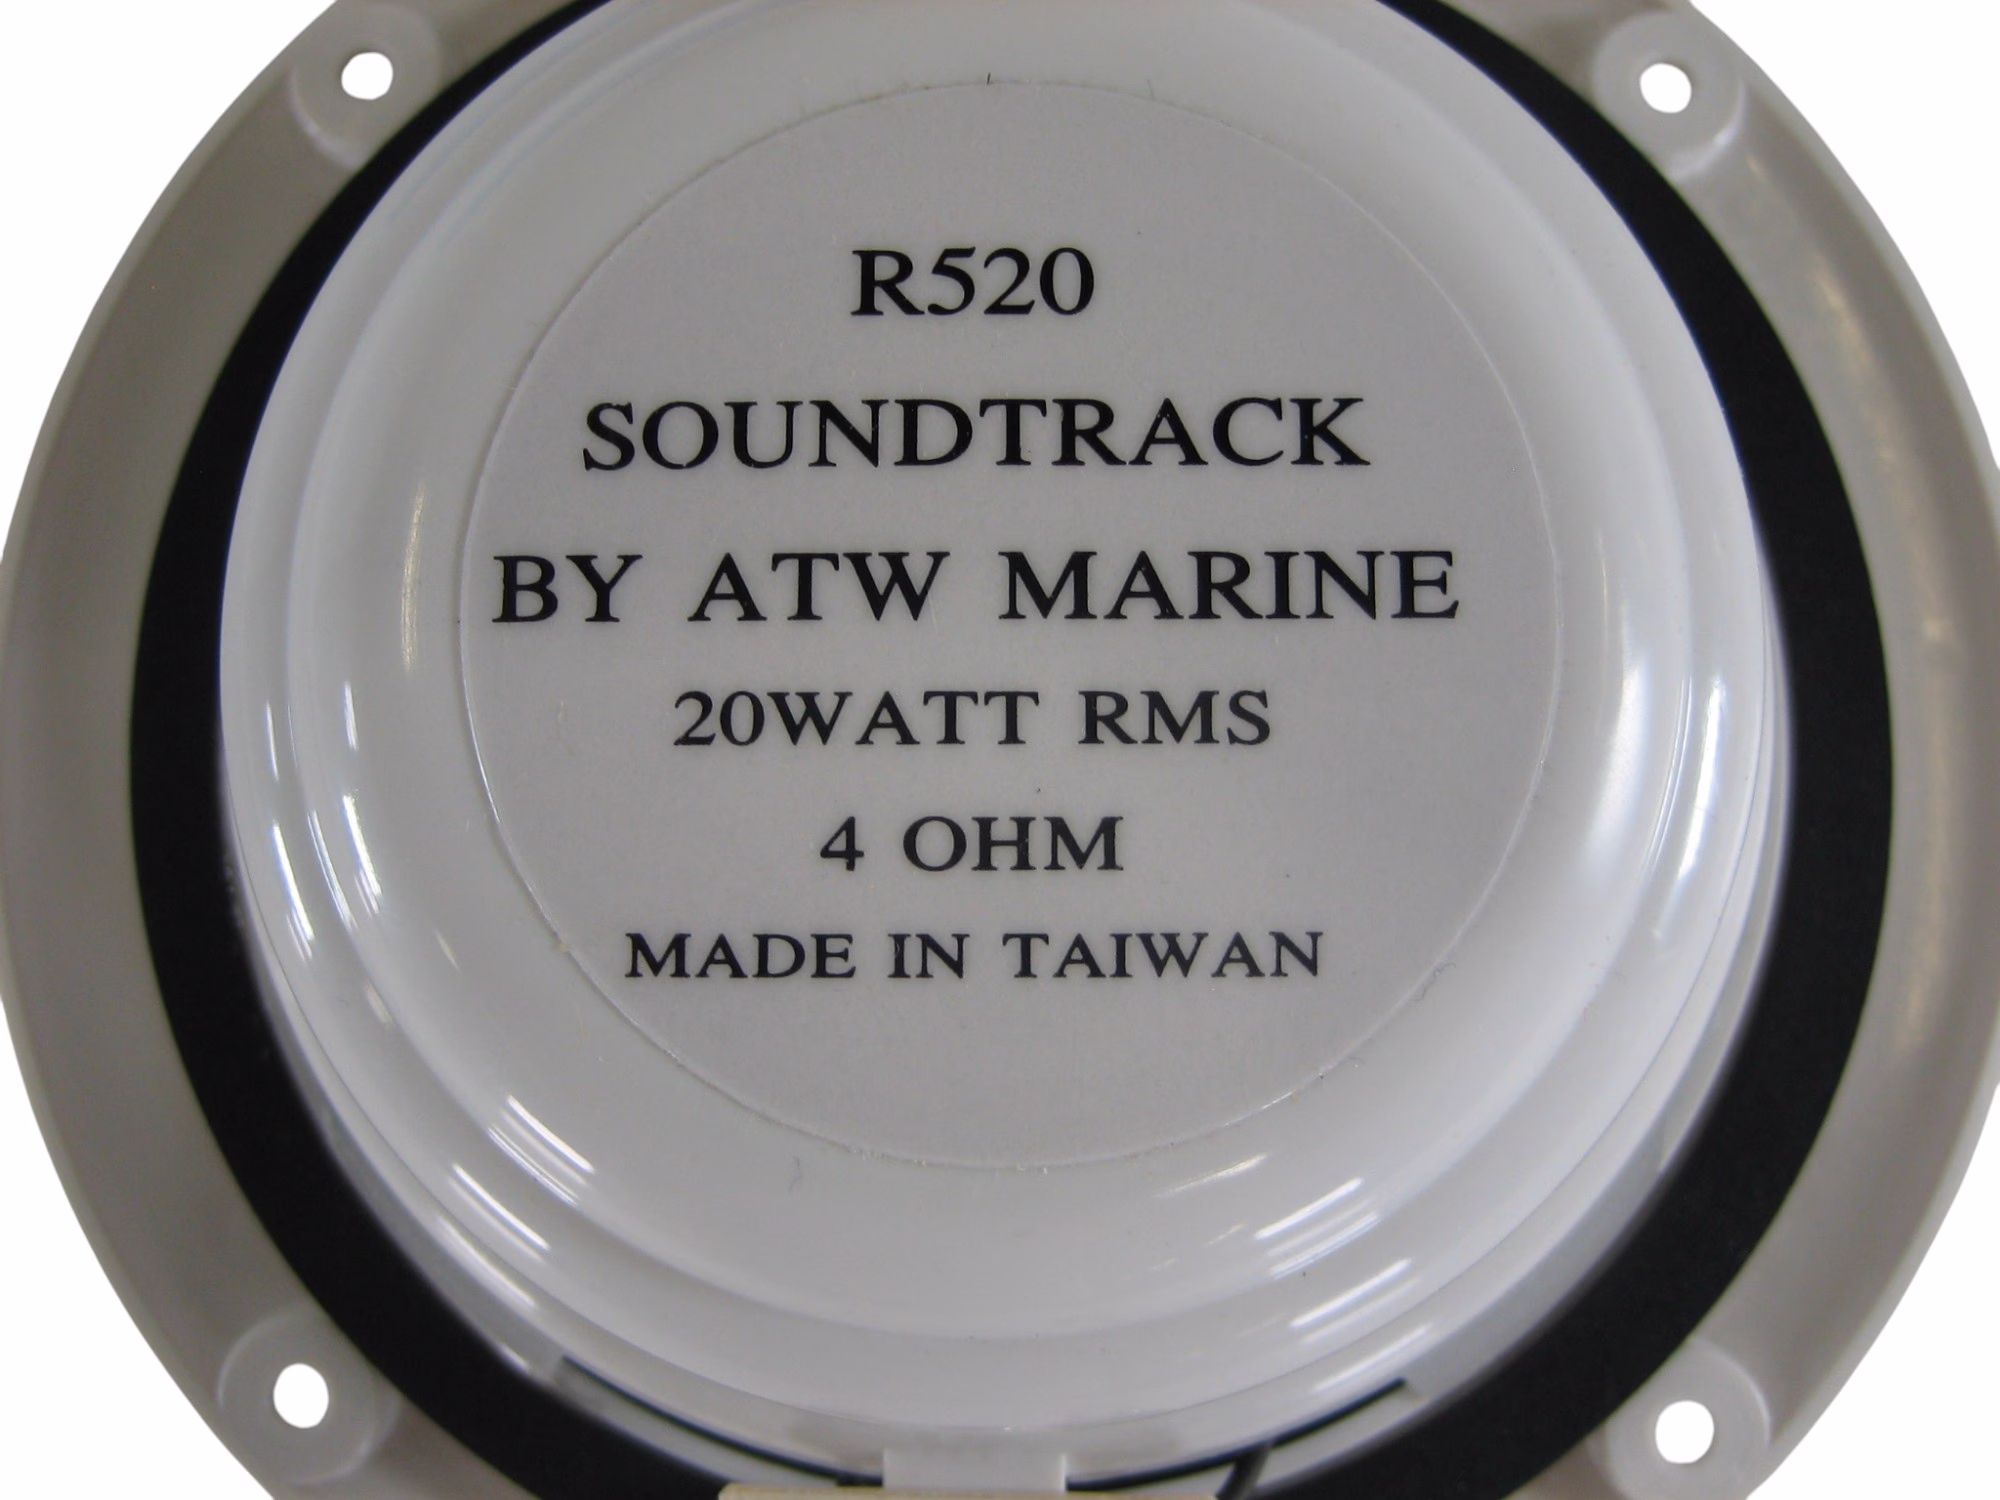 R520
SOUNDTRACK
BY ATW MARINE
20WATT RMS
4 OHM
MADE IN TAIWAN